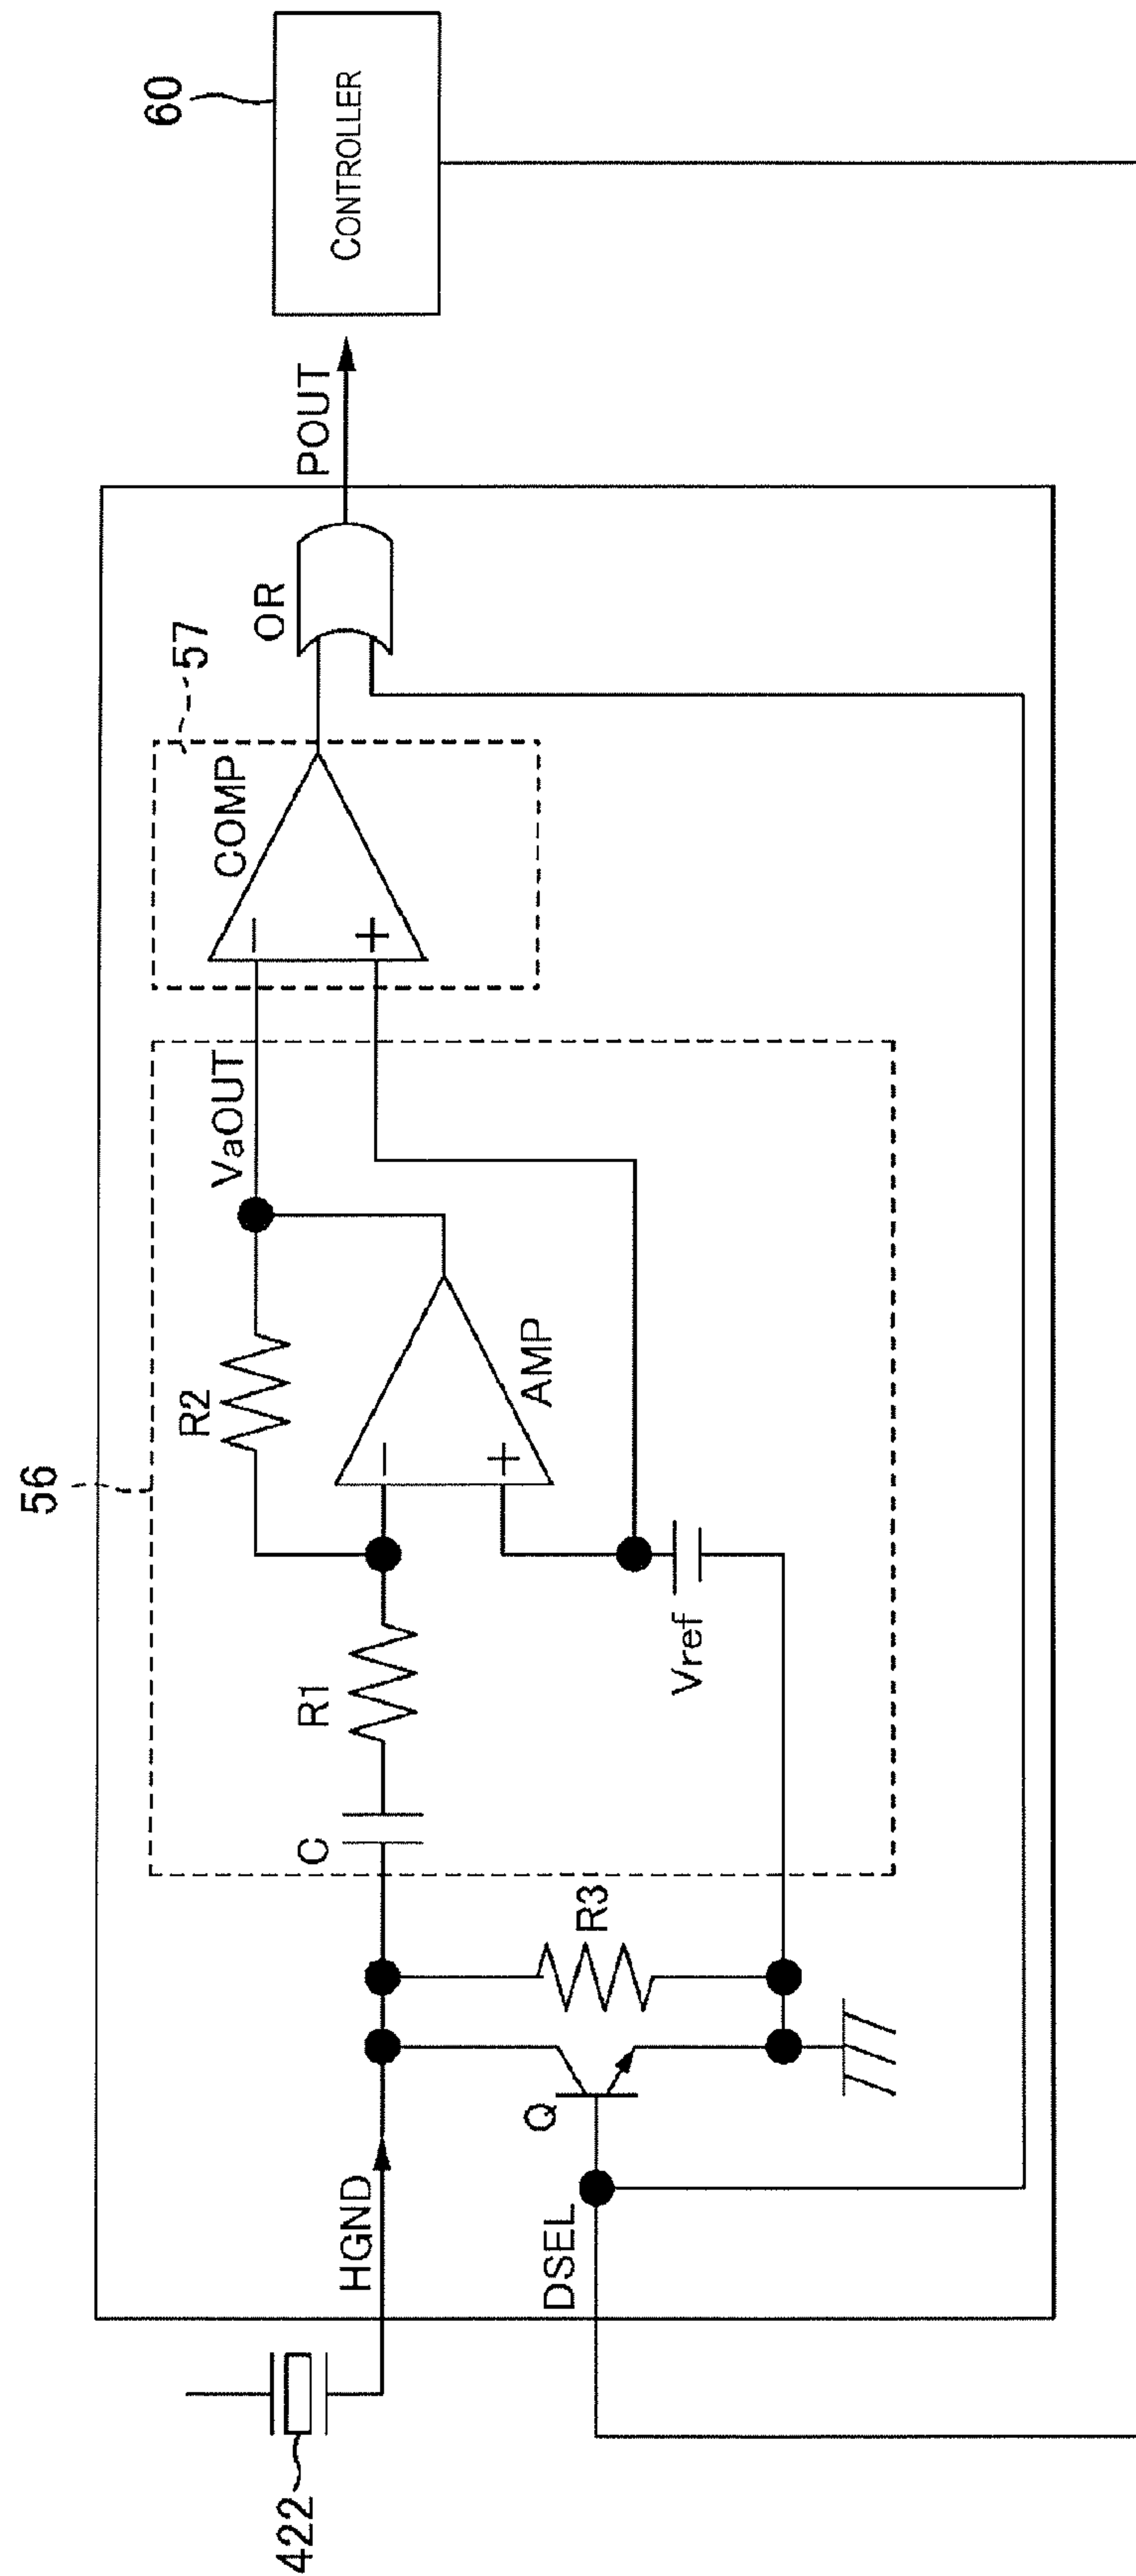 56
57
60
R2
VaOUT
COMP
OR
POUT
CONTROLLER
HGND
C
R1
−
+
−
+
AMP
Q
R3
Vref
DSEL
422